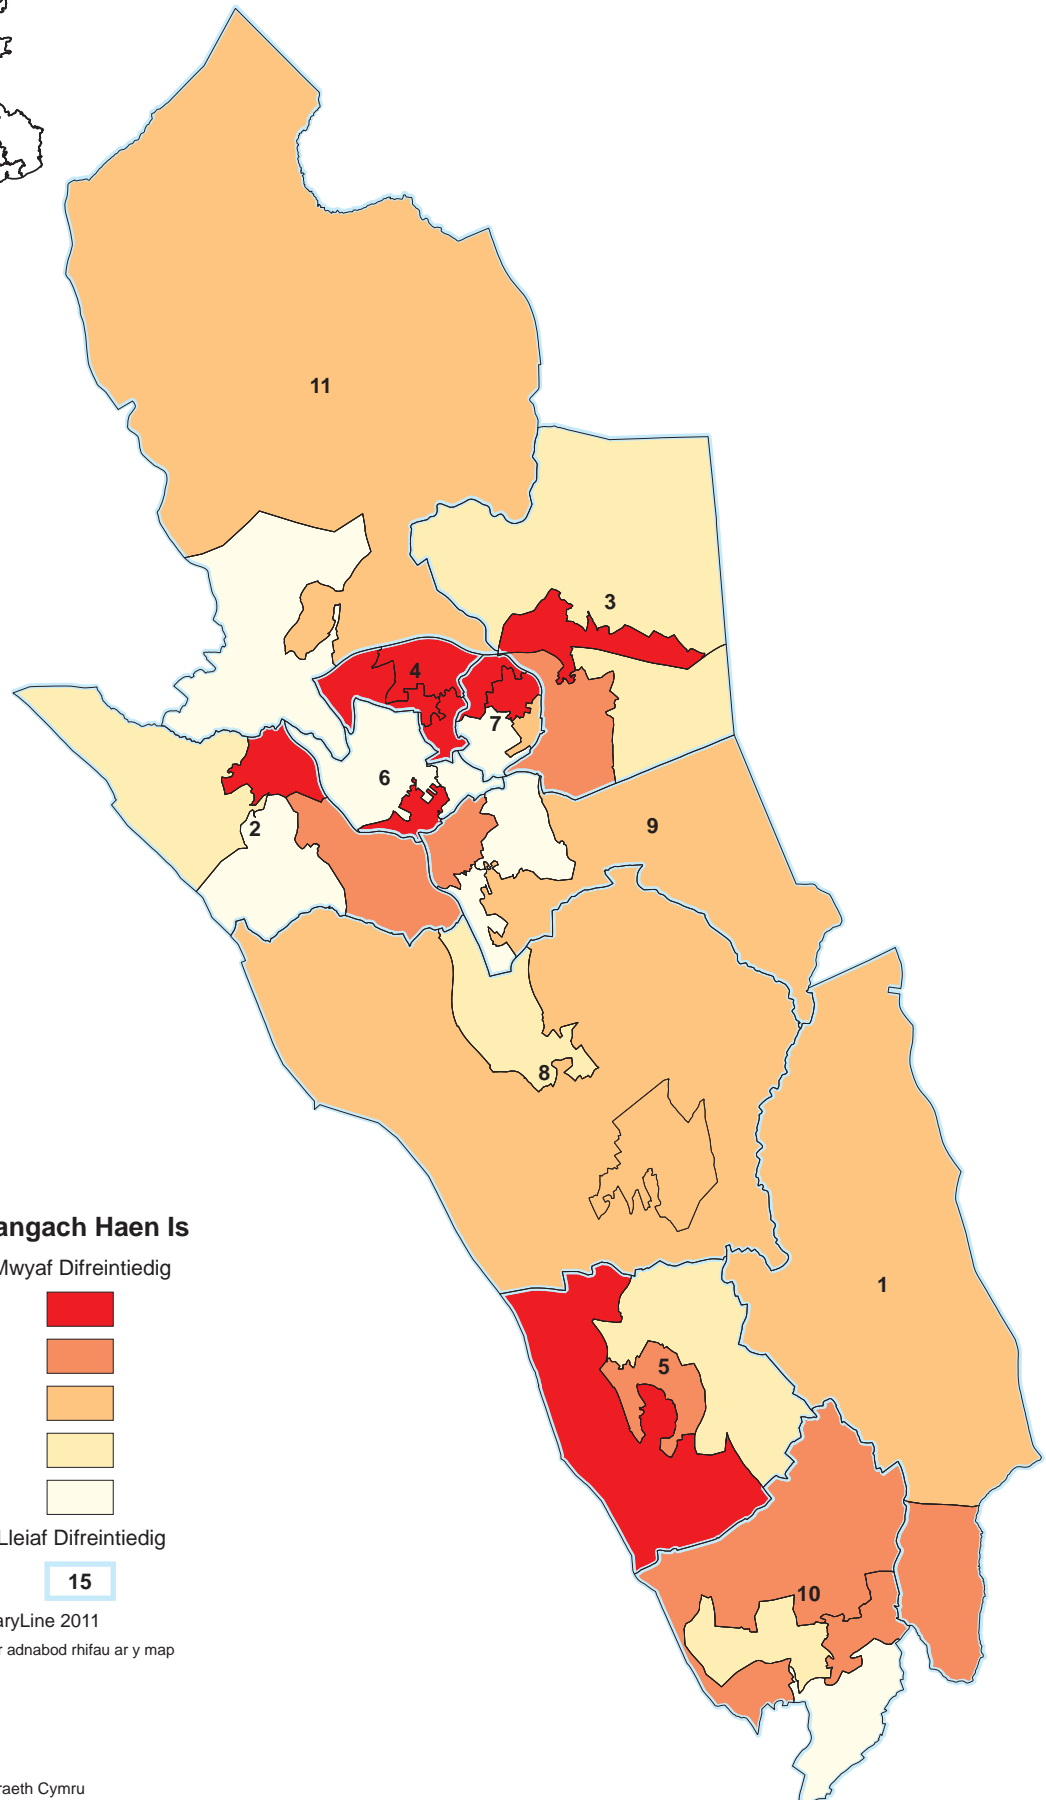 11
3
4
7
6
2
9
8
1
5
10
angach Haen Is
Mwyaf Difreintiedig
Lleiaf Difreintiedig
15
aryLine 2011
r adnabod rhifau ar y map
raeth Cymru